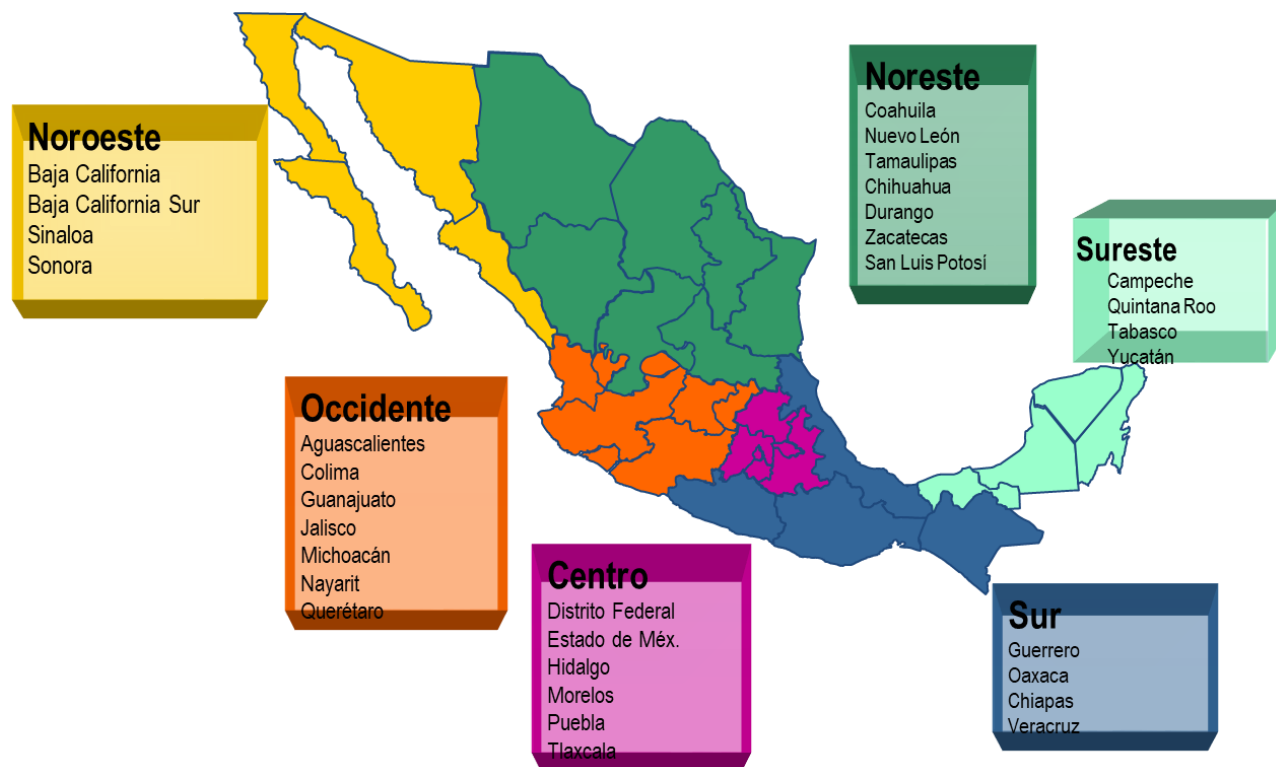 Noroeste
Baja California
Baja California Sur
Sinaloa
Sonora
Noreste
Coahuila
Nuevo León
Tamaulipas
Chihuahua
Durango
Zacatecas
San Luis Potosí
Sureste
Campeche
Quintana Roo
Tabasco
Yucatán
Occidente
Aguascalientes
Colima
Guanajuato
Jalisco
Michoacán
Nayarit
Querétaro
Centro
Distrito Federal
Estado de Méx.
Hidalgo
Morelos
Puebla
Tlaxcala
Sur
Guerrero
Oaxaca
Chiapas
Veracruz